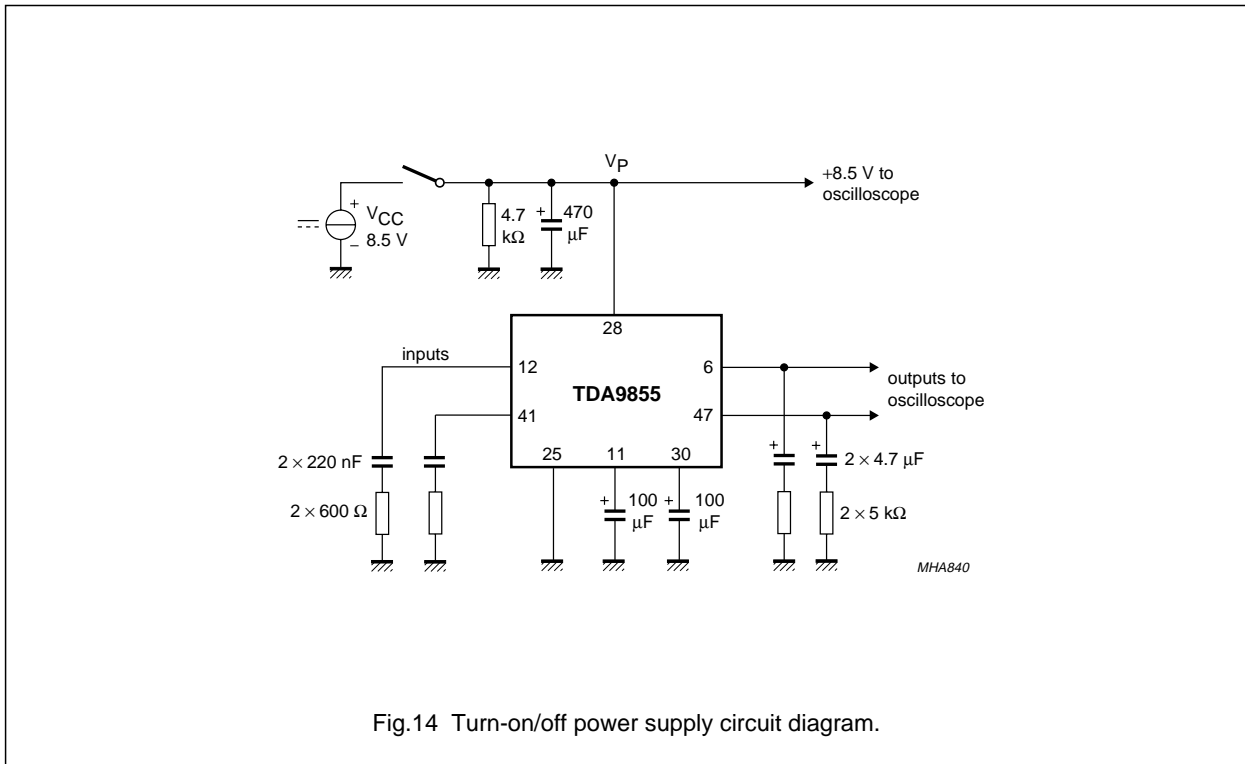 VP
+8.5 V to
oscilloscope
+
VCC
8.5 V
−
4.7
kΩ
+
470
μF
28
inputs
12
6
outputs to
oscilloscope
TDA9855
41
47
25
11
30
+
+
2 × 220 nF
2 × 4.7 μF
+
100
μF
+
100
μF
2 × 600 Ω
2 × 5 kΩ
MHA840
Fig.14 Turn-on/off power supply circuit diagram.